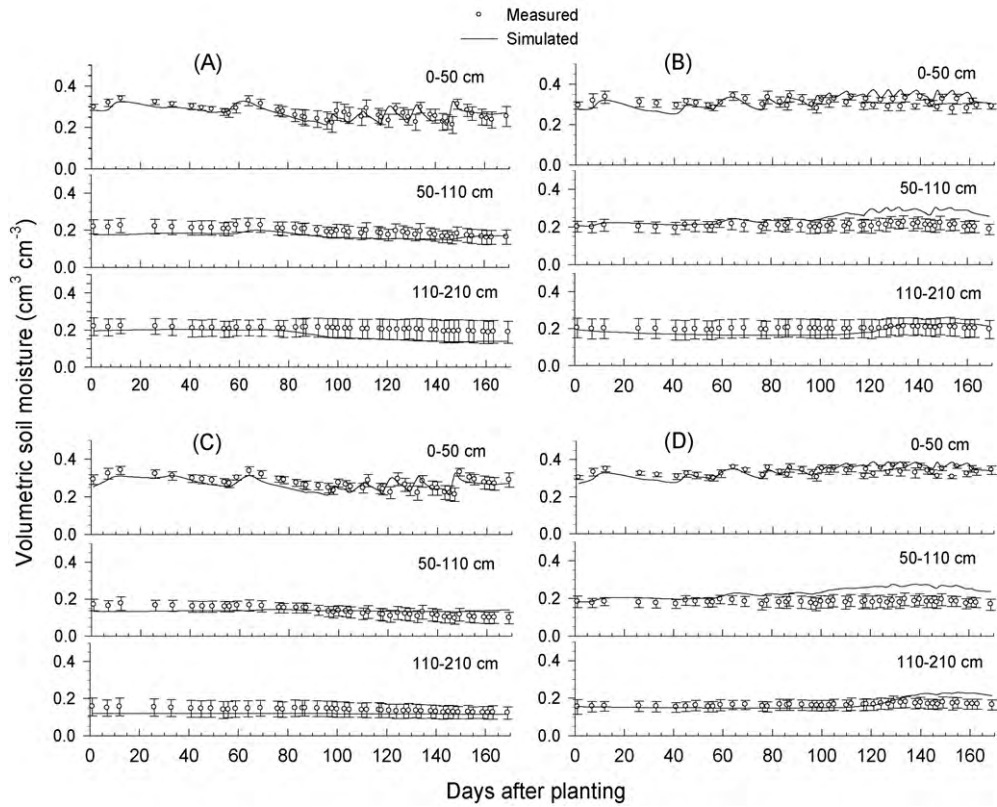 Measured
Simulated
(A)
0-50 cm
0.4
0.2
0.0
50-110 cm
0.4
0.2
0.0
110-210 cm
0.4
0.2
0.0
0 20 40 60 80 100 120 140 160
(B)
0-50 cm
0.4
0.2
0.0
50-110 cm
0.4
0.2
0.0
110-210 cm
0.4
0.2
0.0
0 20 40 60 80 100 120 140 160
Volumetric soil moisture (cm³ cm⁻³)
(C)
0-50 cm
0.4
0.2
0.0
50-110 cm
0.4
0.2
0.0
110-210 cm
0.4
0.2
0.0
0 20 40 60 80 100 120 140 160
(D)
0-50 cm
0.4
0.2
0.0
50-110 cm
0.4
0.2
0.0
110-210 cm
0.4
0.2
0.0
0 20 40 60 80 100 120 140 160
Days after planting